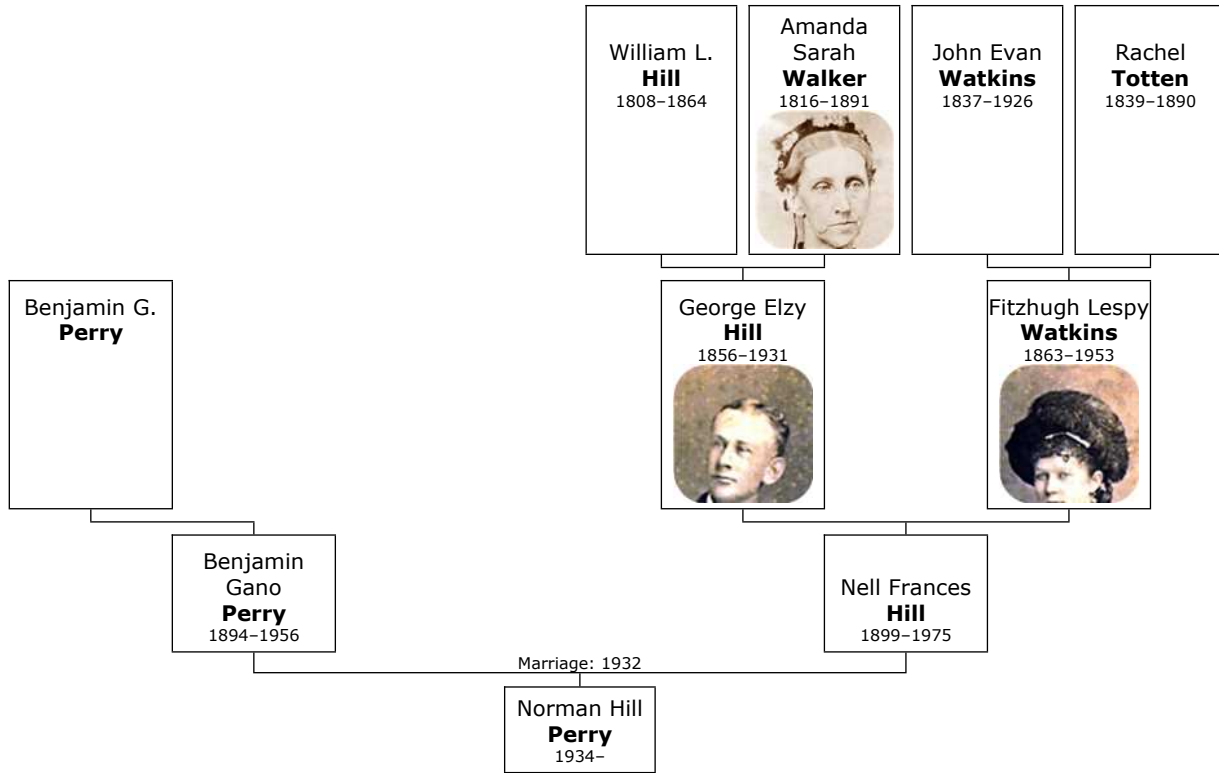 William L.
Hill
1808–1864
Amanda
Sarah
Walker
1816–1891
John Evan
Watkins
1837–1926
Rachel
Totten
1839–1890
Benjamin G.
Perry
George Elzy
Hill
1856–1931
Fitzhugh Lespy
Watkins
1863–1953
Benjamin
Gano
Perry
1894–1956
Nell Frances
Hill
1899–1975
Marriage: 1932
Norman Hill
Perry
1934–